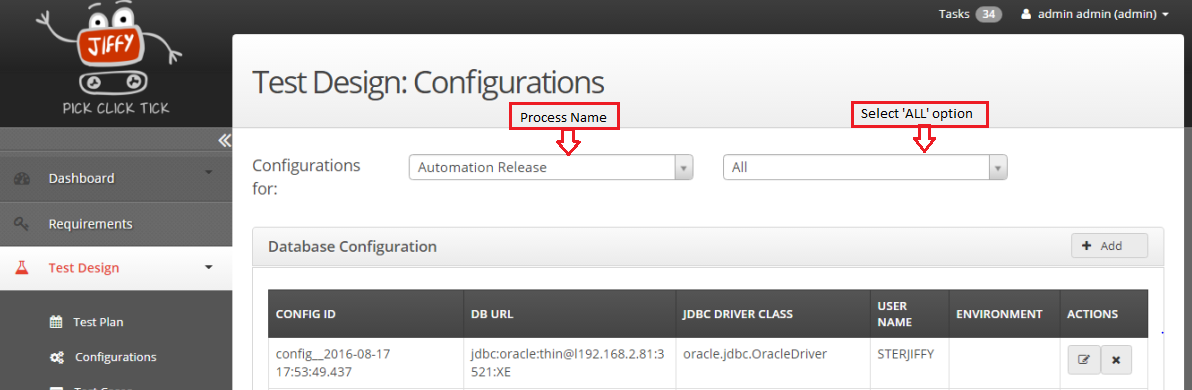 Tasks 34 admin admin (admin)
JIFFY
PICK CLICK TICK
Test Design: Configurations
Process Name
Select 'ALL' option
Configurations for:
Automation Release
All
Dashboard
Requirements
Test Design
Test Plan
Configurations
Database Configuration
Add
CONFIG ID DB URL JDBC DRIVER CLASS USER NAME ENVIRONMENT ACTIONS
config__2016-08-17 17:53:49.437
jdbc:oracle:thin@l192.168.2.81:3521:XE
oracle.jdbc.OracleDriver
STERJIFFY